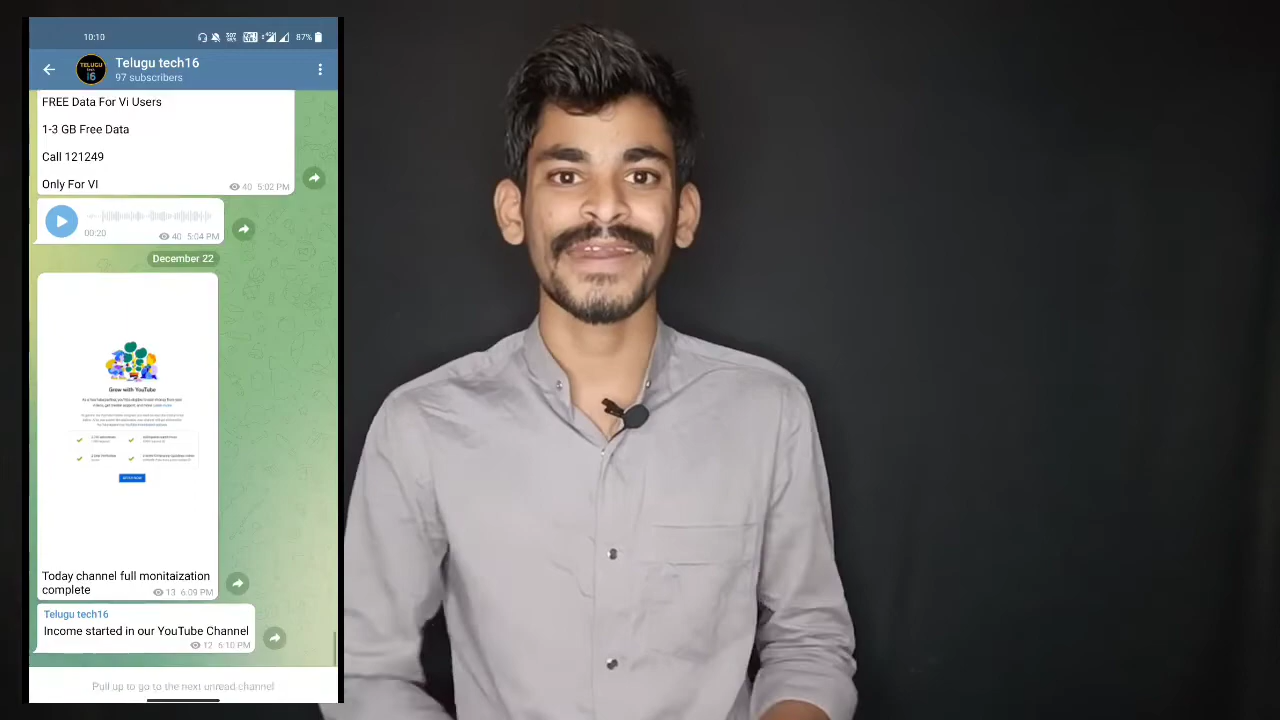 10:10
87%
TELUGU
tech
i6
Telugu tech16
97 subscribers
FREE Data For Vi Users
1-3 GB Free Data
Call 121249
Only For VI
40 5:02 PM
00:20
40 5:04 PM
December 22
Grow with YouTube
Today channel full monitaization
complete
13 6:09 PM
Telugu tech16
Income started in our YouTube Channel
12 6:10 PM
Pull up to go to the next unread channel